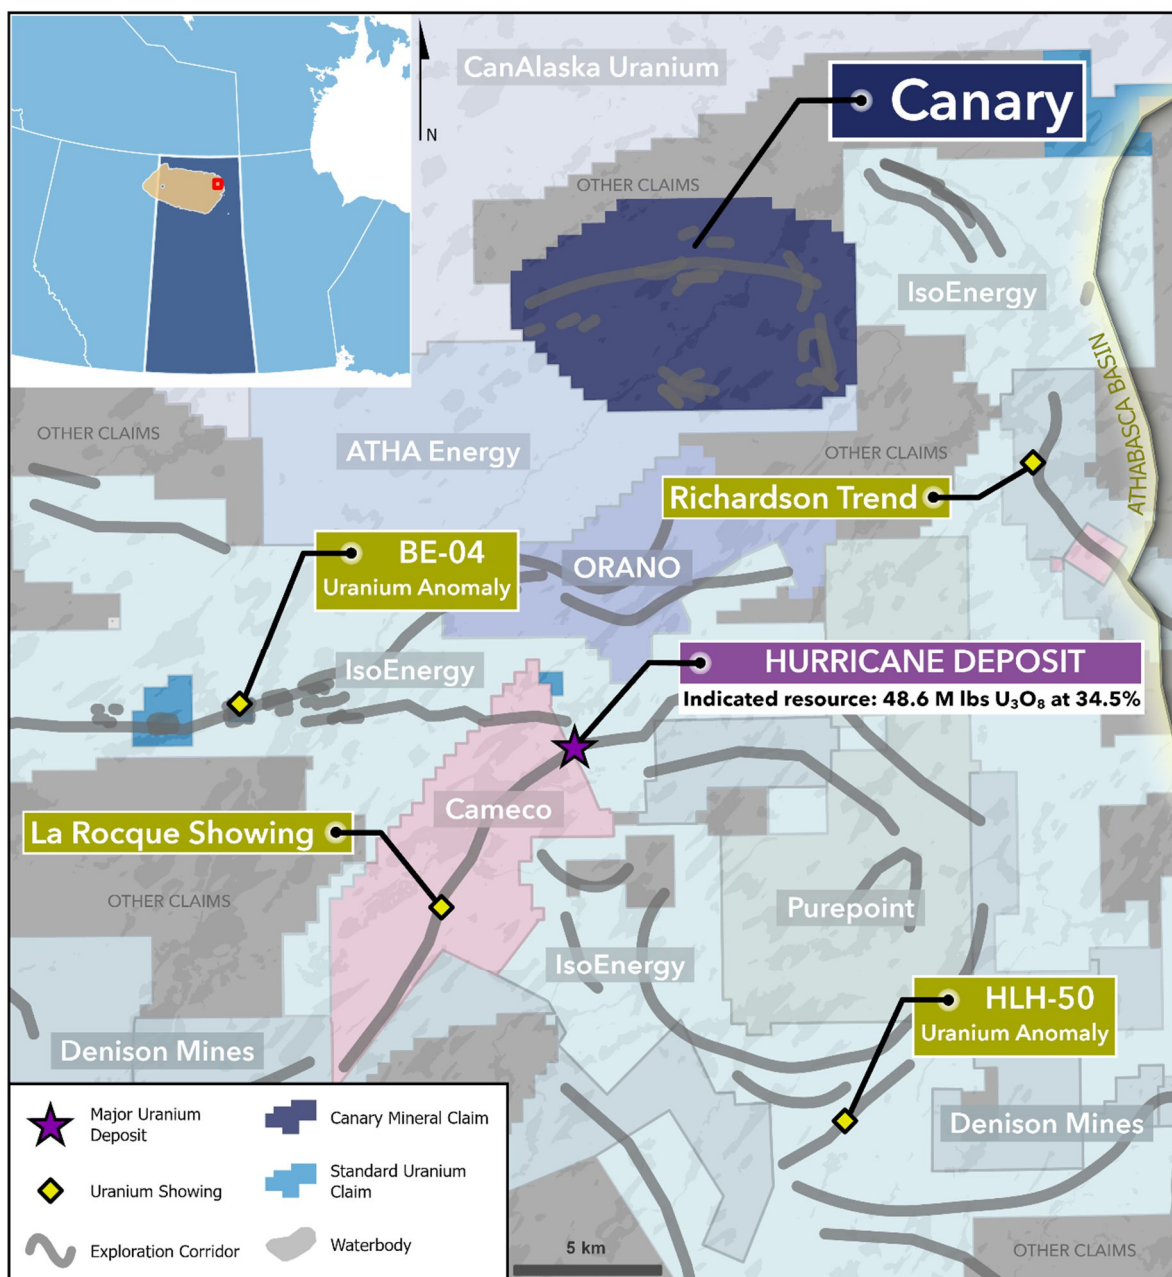 CanAlaska Uranium
Canary
N
OTHER CLAIMS
IsoEnergy
ATHABASCA BASIN
OTHER CLAIMS
ATHA Energy
OTHER CLAIMS
Richardson Trend
BE-04
Uranium Anomaly
ORANO
IsoEnergy
HURRICANE DEPOSIT
Indicated resource: 48.6 M lbs U₃O₈ at 34.5%
Cameco
La Rocque Showing
OTHER CLAIMS
Purepoint
IsoEnergy
HLH-50
Uranium Anomaly
Denison Mines
Denison Mines
Major Uranium
Deposit
Canary Mineral Claim
Uranium Showing
Standard Uranium
Claim
Exploration Corridor
Waterbody
5 km
OTHER CLAIMS